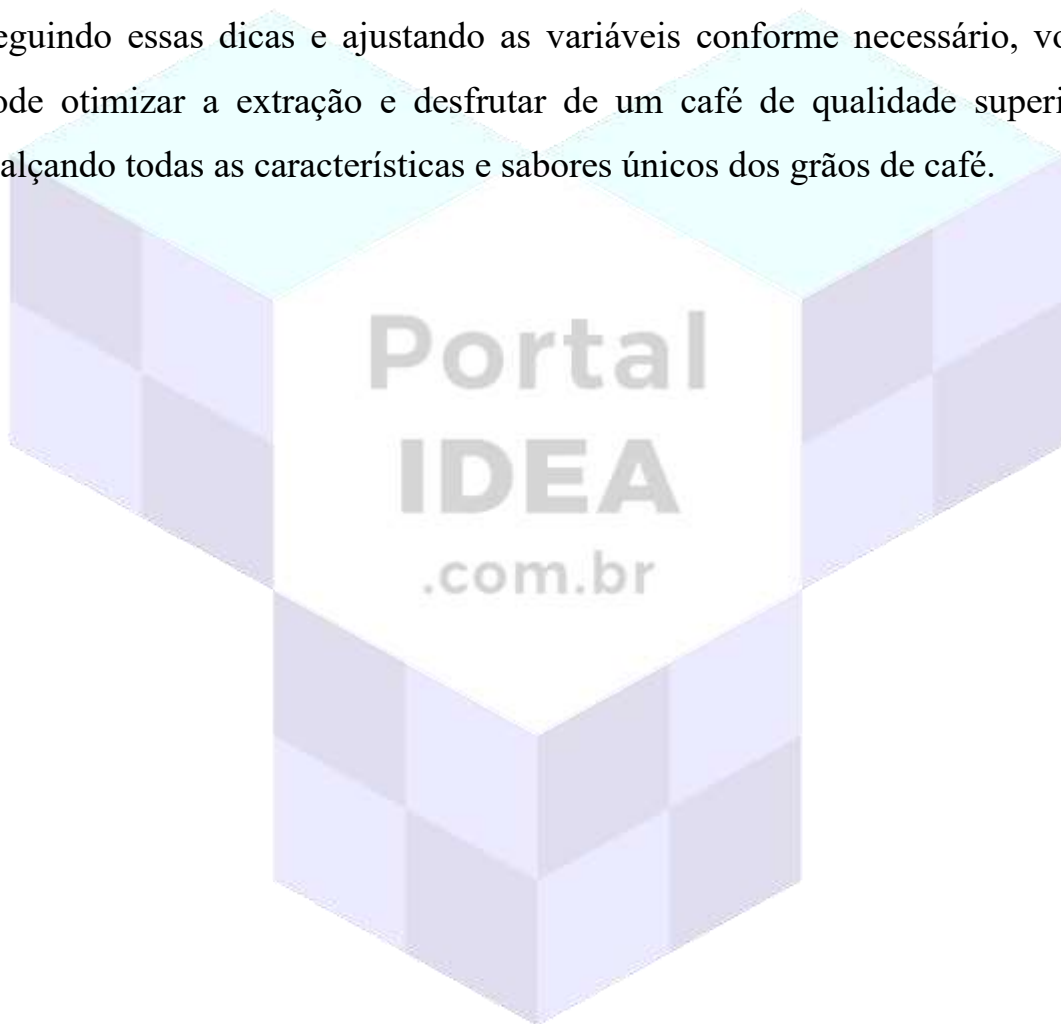 eguindo essas dicas e ajustando as variáveis conforme necessário, vo
ode otimizar a extração e desfrutar de um café de qualidade superi
alçando todas as características e sabores únicos dos grãos de café.
Portal
IDEA
.com.br